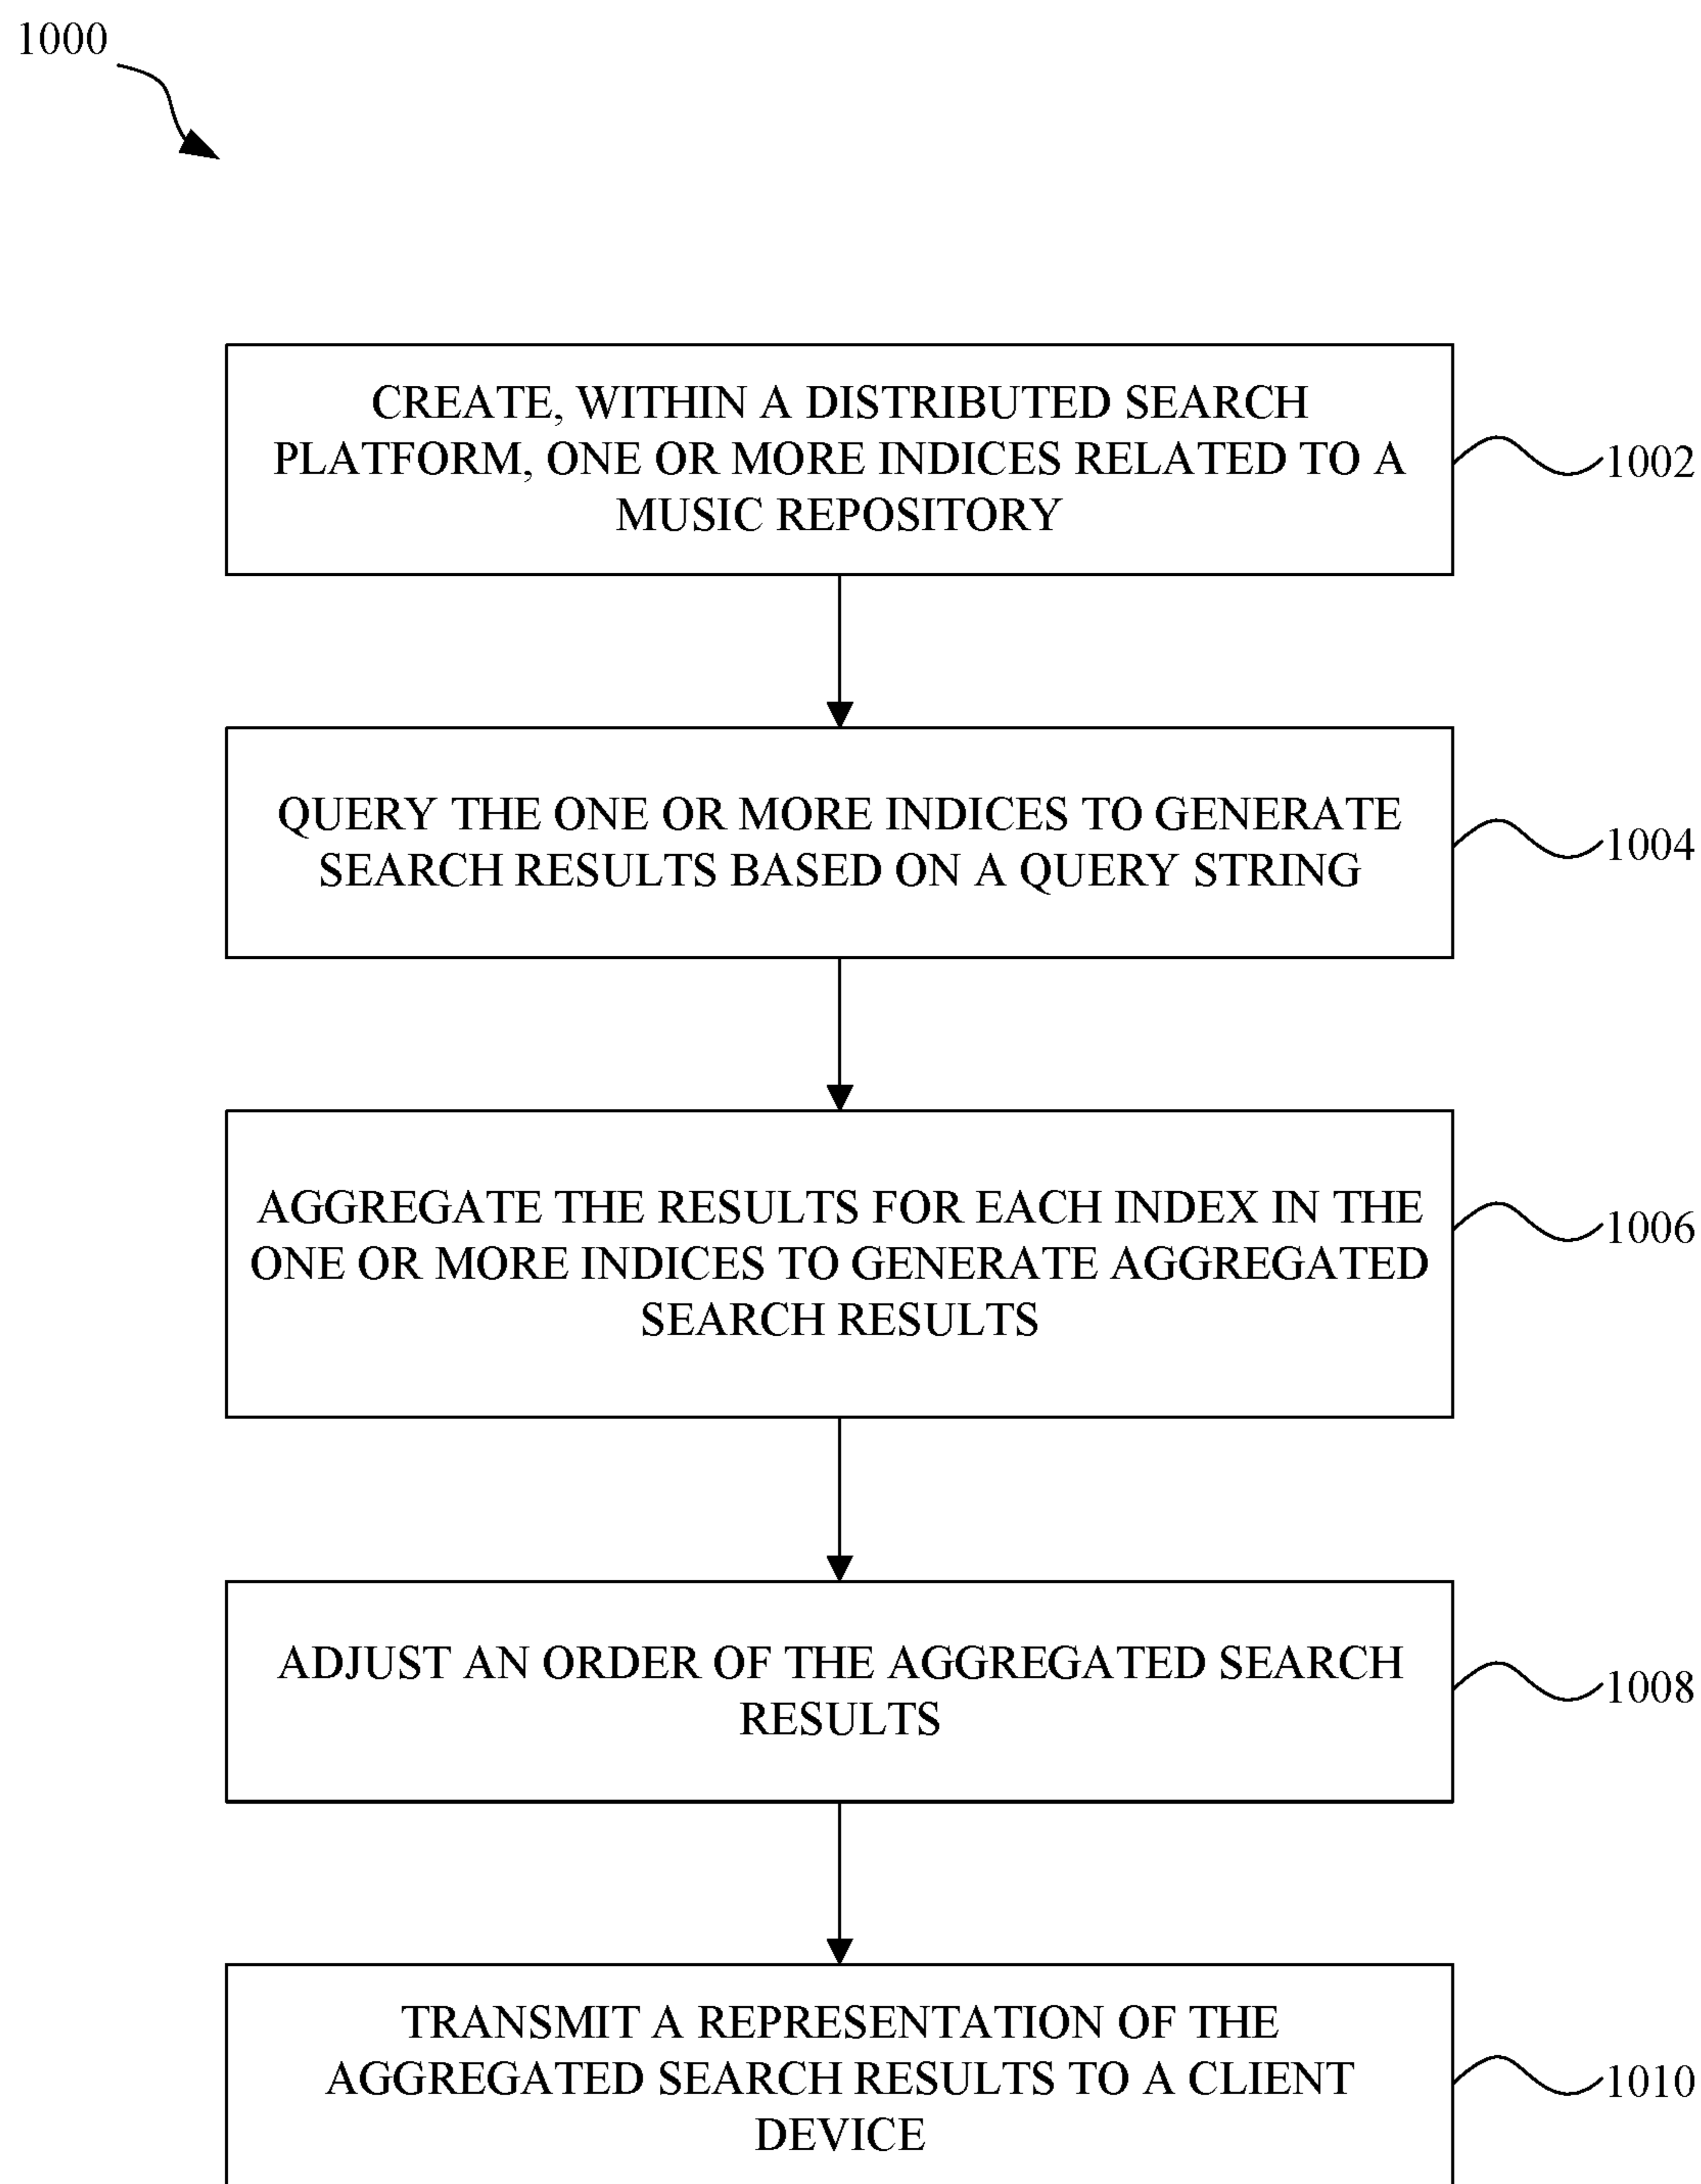 1000
CREATE, WITHIN A DISTRIBUTED SEARCH
PLATFORM, ONE OR MORE INDICES RELATED TO A
MUSIC REPOSITORY
1002
QUERY THE ONE OR MORE INDICES TO GENERATE
SEARCH RESULTS BASED ON A QUERY STRING
1004
AGGREGATE THE RESULTS FOR EACH INDEX IN THE
ONE OR MORE INDICES TO GENERATE AGGREGATED
SEARCH RESULTS
1006
ADJUST AN ORDER OF THE AGGREGATED SEARCH
RESULTS
1008
TRANSMIT A REPRESENTATION OF THE
AGGREGATED SEARCH RESULTS TO A CLIENT
DEVICE
1010